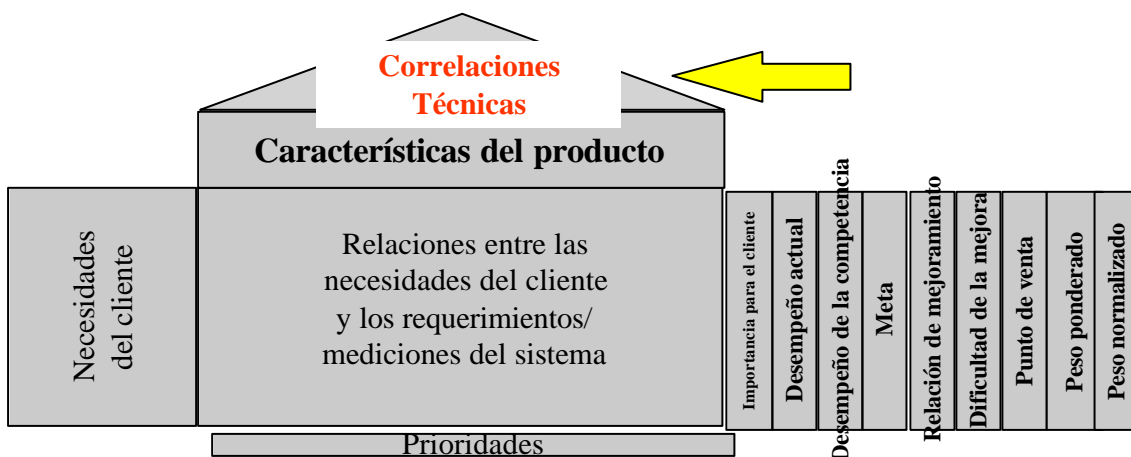 Correlaciones
Técnicas
Características del producto
Necesidades
del cliente
Relaciones entre las
necesidades del cliente
y los requerimientos/
mediciones del sistema
Importancia para el cliente
Desempeño actual
Desempeño de la competencia
Meta
Relación de mejoramiento
Dificultad de la mejora
Punto de venta
Peso ponderado
Peso normalizado
Prioridades